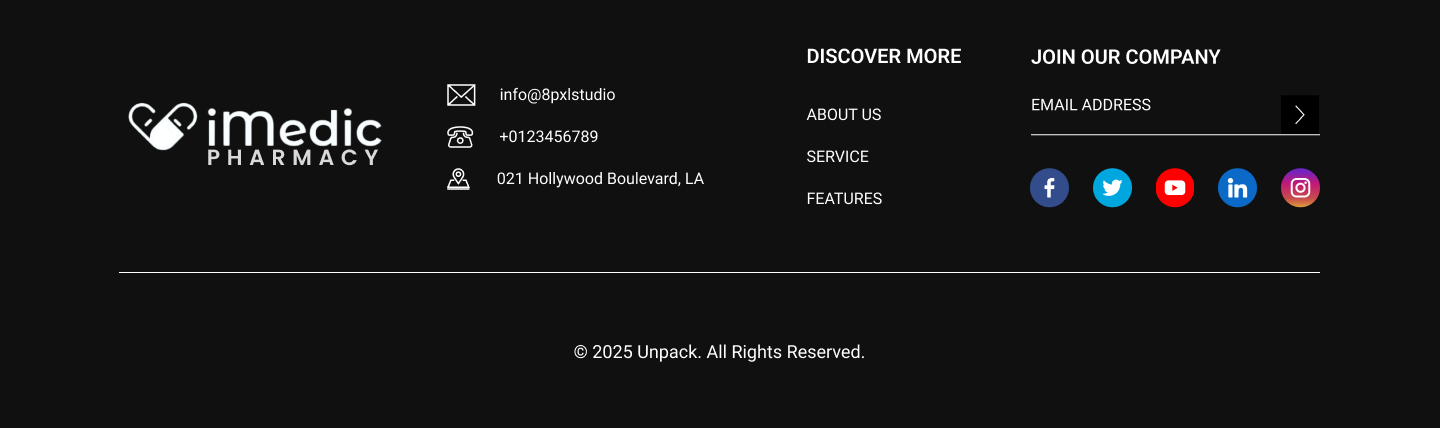 iMedic
PHARMACY
info@8pxlstudio
+0123456789
021 Hollywood Boulevard, LA
DISCOVER MORE
ABOUT US
SERVICE
FEATURES
JOIN OUR COMPANY
EMAIL ADDRESS
© 2025 Unpack. All Rights Reserved.